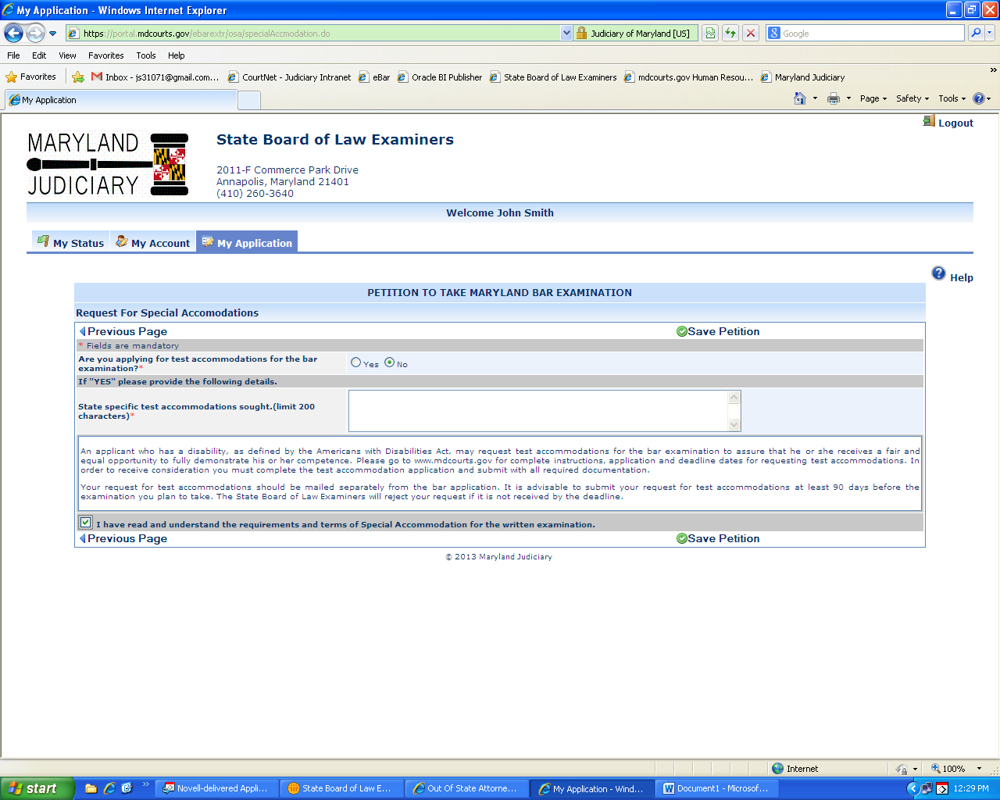 My Application - Windows Internet Explorer
https://portal.mdcourts.gov/ebarextr/osa/specialAccmodation.do
Judiciary of Maryland [US]
Google
File Edit View Favorites Tools Help
Favorites
Inbox - js31071@gmail.com...
CourtNet - Judiciary Intranet
eBar
Oracle BI Publisher
State Board of Law Examiners
mdcourts.gov Human Resou...
Maryland Judiciary
My Application
Page Safety Tools
Logout
MARYLAND
JUDICIARY
State Board of Law Examiners
2011-F Commerce Park Drive
Annapolis, Maryland 21401
(410) 260-3640
Welcome John Smith
My Status My Account My Application
Help
PETITION TO TAKE MARYLAND BAR EXAMINATION
Request For Special Accomodations
Previous Page Save Petition
* Fields are mandatory
Are you applying for test accommodations for the bar
examination?*
Yes No
If "YES" please provide the following details.
State specific test accommodations sought.(limit 200
characters)*
An applicant who has a disability, as defined by the Americans with Disabilities Act, may request test accommodations for the bar examination to assure that he or she receives a fair and
equal opportunity to fully demonstrate his or her competence. Please go to www.mdcourts.gov for complete instructions, application and deadline dates for requesting test accommodations. In
order to receive consideration you must complete the test accommodation application and submit with all required documentation.
Your request for test accommodations should be mailed separately from the bar application. It is advisable to submit your request for test accommodations at least 90 days before the
examination you plan to take. The State Board of Law Examiners will reject your request if it is not received by the deadline.
I have read and understand the requirements and terms of Special Accommodation for the written examination.
Previous Page Save Petition
© 2013 Maryland Judiciary
Internet
100%
start
Novell-delivered Appli...
State Board of Law E...
Out Of State Attorne...
My Application - Wind...
Document1 - Microsof...
12:29 PM